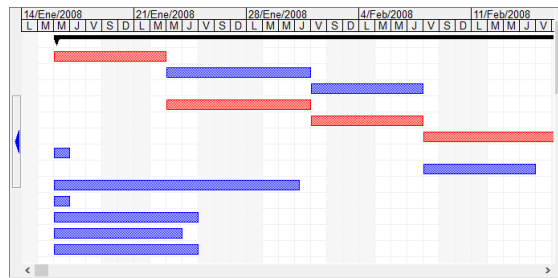 14/Ene/2008 21/Ene/2008 28/Ene/2008 4/Feb/2008 11/Feb/2008
L M M J V S D L M M J V S D L M M J V S D L M M J V S D L M M J V